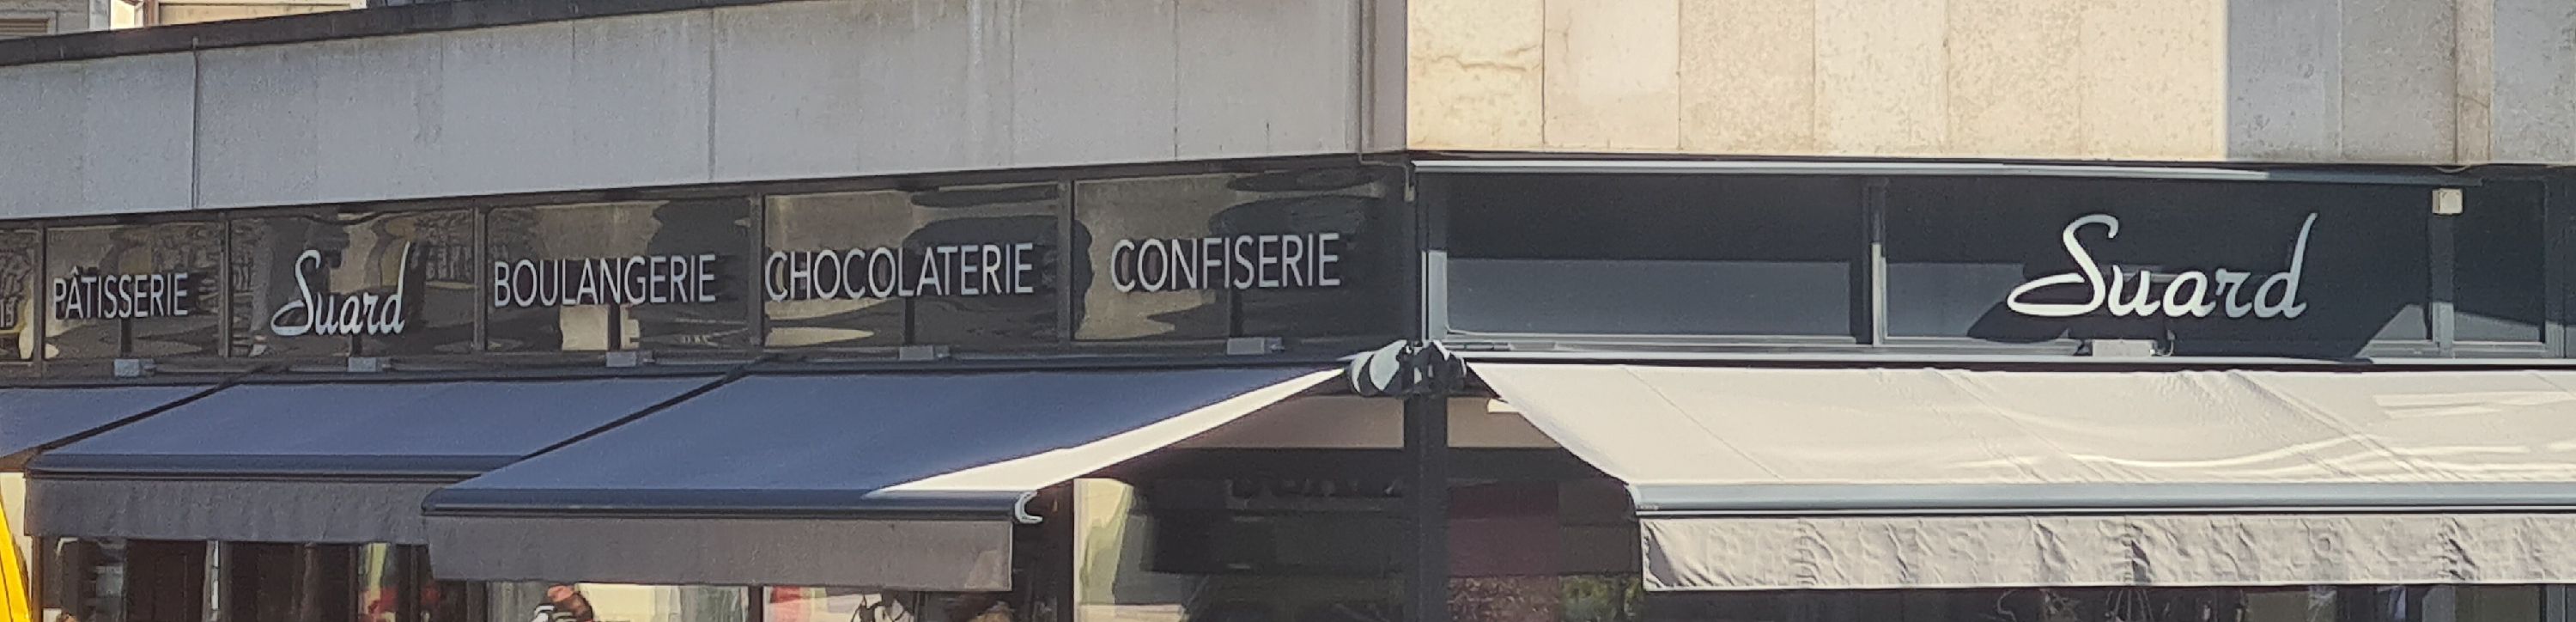 PÂTISSERIE
Suard
BOULANGERIE
CHOCOLATERIE
CONFISERIE
Suard